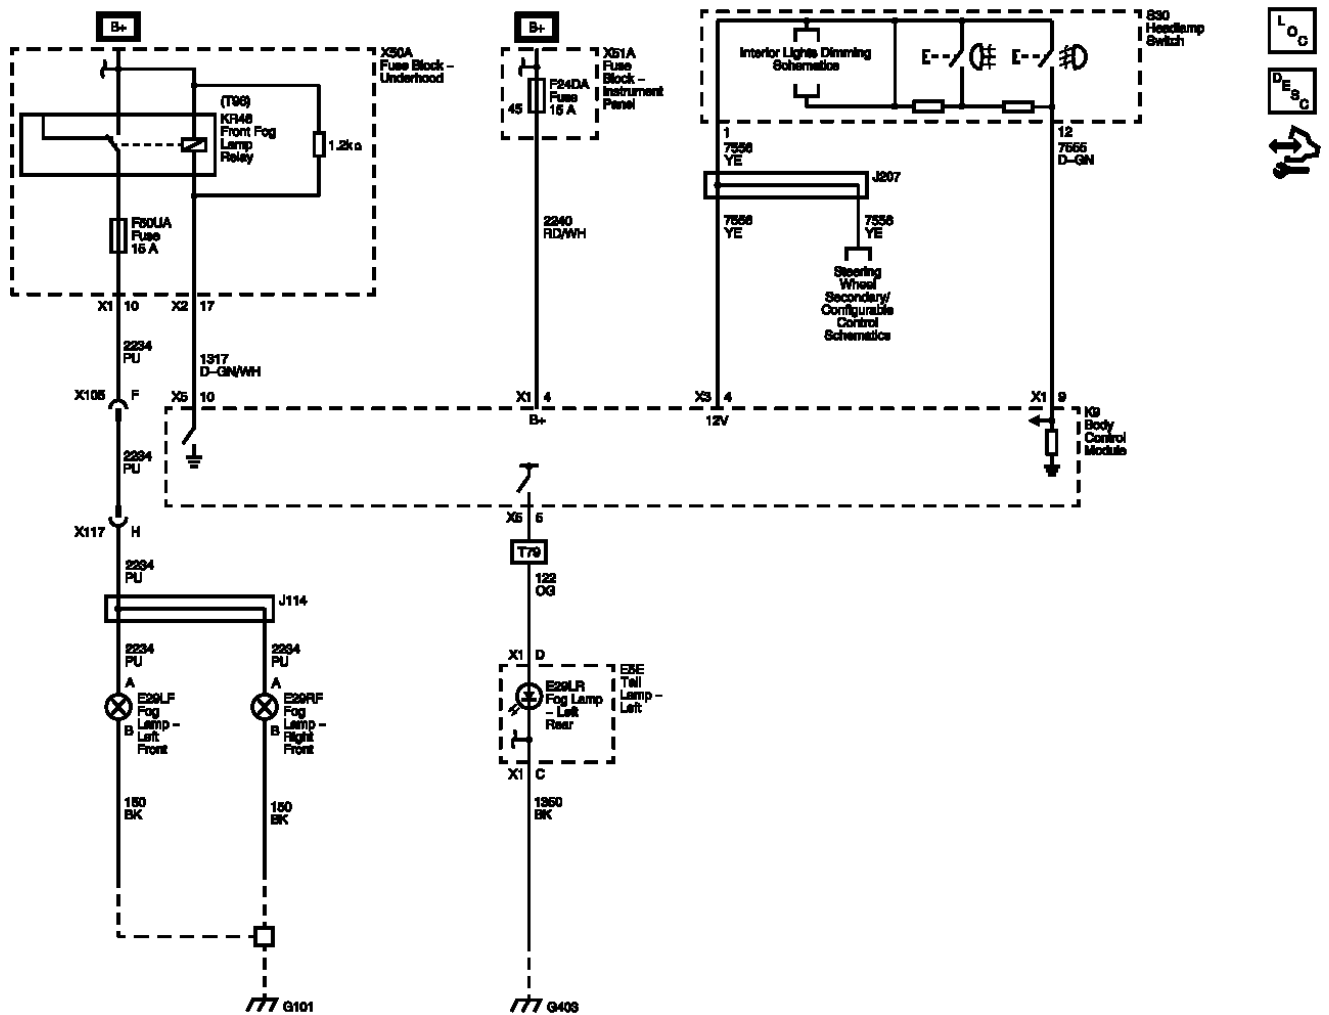 B+
X50A
Fuse Block –
Underhood
(T96)
KR46
Front Fog
Lamp
Relay
1.2kΩ
F50UA
Fuse
15 A
X1 10
X2 17
2234
PU
1317
D-GN/WH
X105 F
X5 10
2234
PU
X117 H
2234
PU
J114
2234
PU
2234
PU
A
E29LF
Fog
Lamp –
Left
Front
B
A
E29RF
Fog
Lamp –
Right
Front
B
150
BK
150
BK
G101
B+
X51A
Fuse
Block –
Instrument
Panel
F24DA
Fuse
15 A
45
2240
RD/WH
X1 4
B+
X5 6
T79
122
OG
X1 D
E5E
Tail
Lamp –
Left
E29LR
Fog Lamp
– Left
Rear
X1 C
1350
BK
G403
S30
Headlamp
Switch
Interior Lights Dimming
Schematics
E
E
1
7556
YE
12
7555
D-GN
J207
7556
YE
7556
YE
Steering
Wheel
Secondary/
Configurable
Control
Schematics
X3 4
12V
X1 9
K9
Body
Control
Module
LOC
DESC